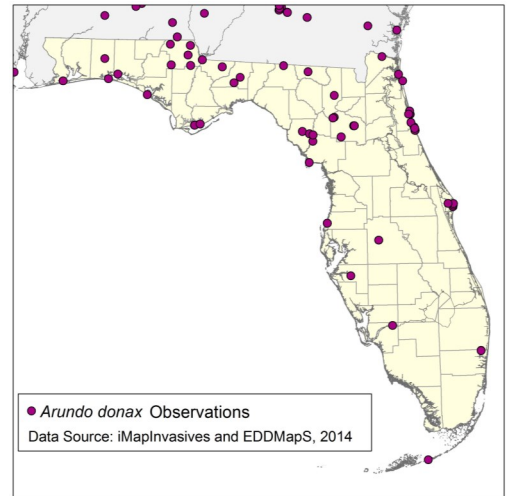 Arundo donax Observations
Data Source: iMapInvasives and EDDMapS, 2014